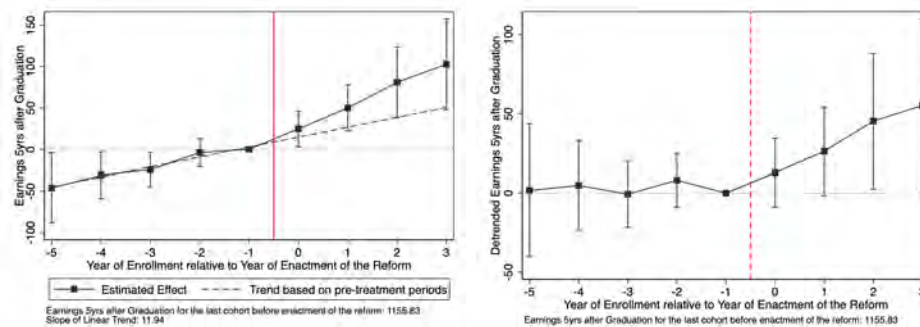 Earnings 5yrs after Graduation
150
100
50
0
-50
-100
-5 -4 -3 -2 -1 0 1 2 3
Year of Enrollment relative to Year of Enactment of the Reform
Estimated Effect Trend based on pre-treatment periods
Earnings 5yrs after Graduation for the last cohort before enactment of the reform: 1155.83
Slope of Linear Trend: 11.94
Detrended Earnings 5yrs after Graduation
100
50
0
-50
-5 -4 -3 -2 -1 0 1 2 3
Year of Enrollment relative to Year of Enactment of the Reform
Earnings 5yrs after Graduation for the last cohort before enactment of the reform: 1155.83